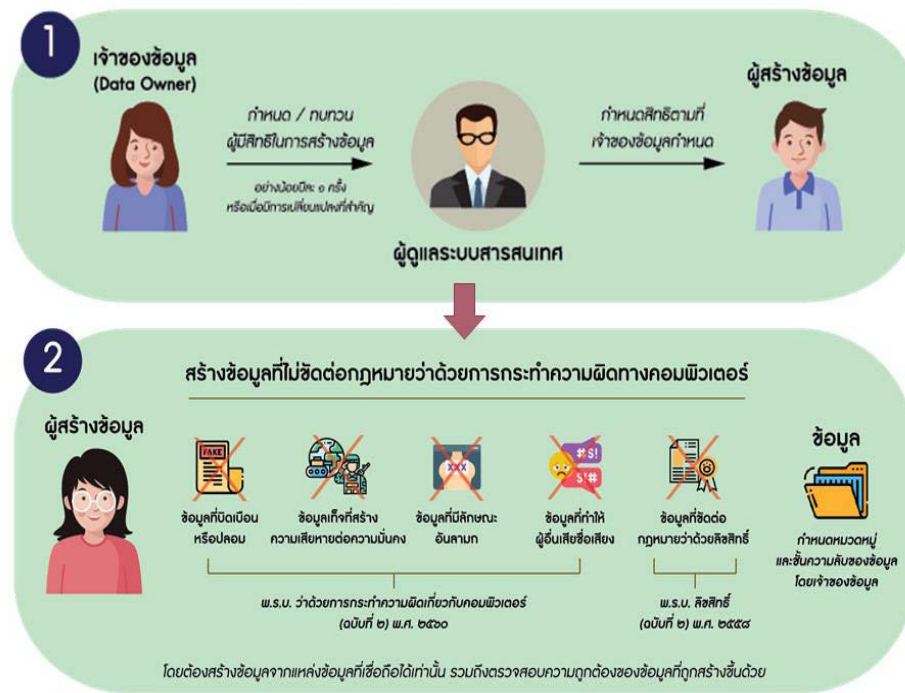 1
เจ้าของข้อมูล
(Data Owner)
กำหนด / ทบทวน
ผู้มีสิทธิในการสร้างข้อมูล
อย่างน้อยปีละ ๑ ครั้ง
หรือเมื่อมีการเปลี่ยนแปลงที่สำคัญ
ผู้ดูแลระบบสารสนเทศ
กำหนดสิทธิตามที่
เจ้าของข้อมูลกำหนด
ผู้สร้างข้อมูล
2
สร้างข้อมูลที่ไม่ขัดต่อกฎหมายว่าด้วยการกระทำความผิดทางคอมพิวเตอร์
ผู้สร้างข้อมูล
FAKE
ข้อมูลที่บิดเบือน
หรือปลอม
ข้อมูลเท็จที่สร้าง
ความเสียหายต่อความมั่นคง
XXX
ข้อมูลที่มีลักษณะ
อันลามก
#S!
S!#
ข้อมูลที่ทำให้
ผู้อื่นเสียชื่อเสียง
ข้อมูลที่ขัดต่อ
กฎหมายว่าด้วยลิขสิทธิ์
พ.ร.บ. ว่าด้วยการกระทำความผิดเกี่ยวกับคอมพิวเตอร์
(ฉบับที่ ๒) พ.ศ. ๒๕๖๐
พ.ร.บ. ลิขสิทธิ์
(ฉบับที่ ๒) พ.ศ. ๒๕๕๘
ข้อมูล
กำหนดหมวดหมู่
และชั้นความลับของข้อมูล
โดยเจ้าของข้อมูล
โดยต้องสร้างข้อมูลจากแหล่งข้อมูลที่เชื่อถือได้เท่านั้น รวมถึงตรวจสอบความถูกต้องของข้อมูลที่ถูกสร้างขึ้นด้วย